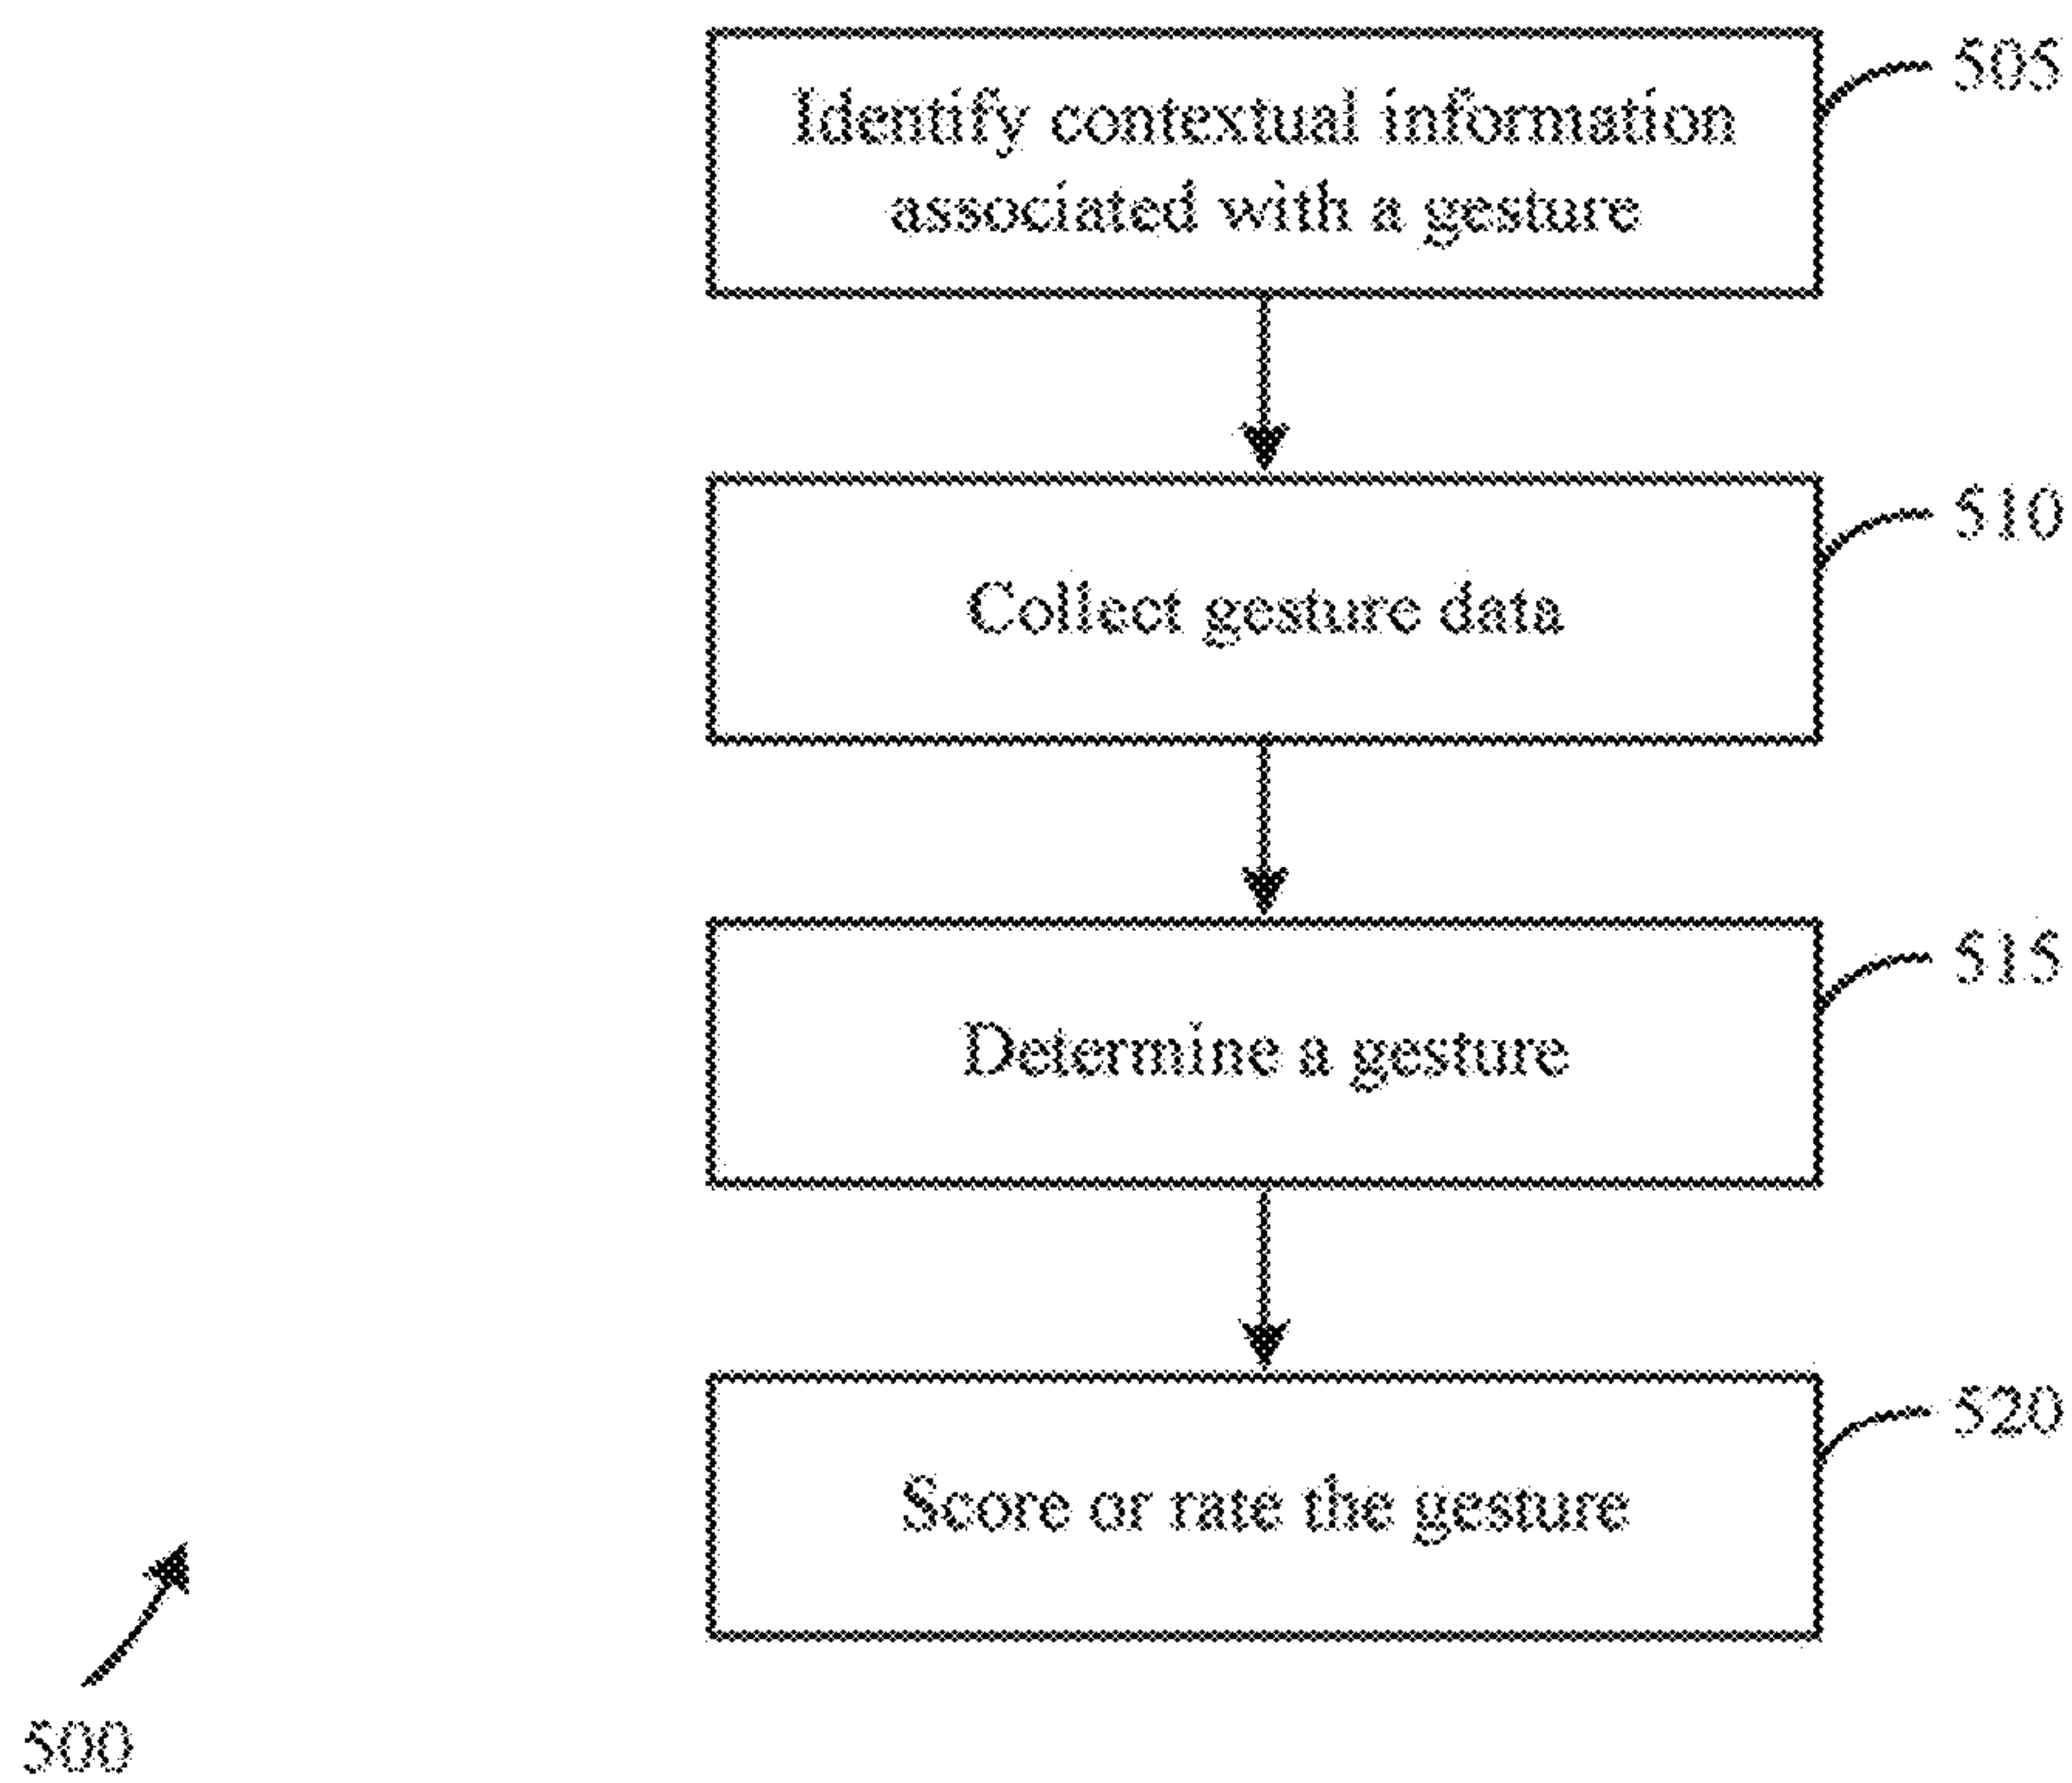 Identify contextual information
associated with a gesture
505
Collect gesture data
510
Determine a gesture
515
Score or rate the gesture
520
500